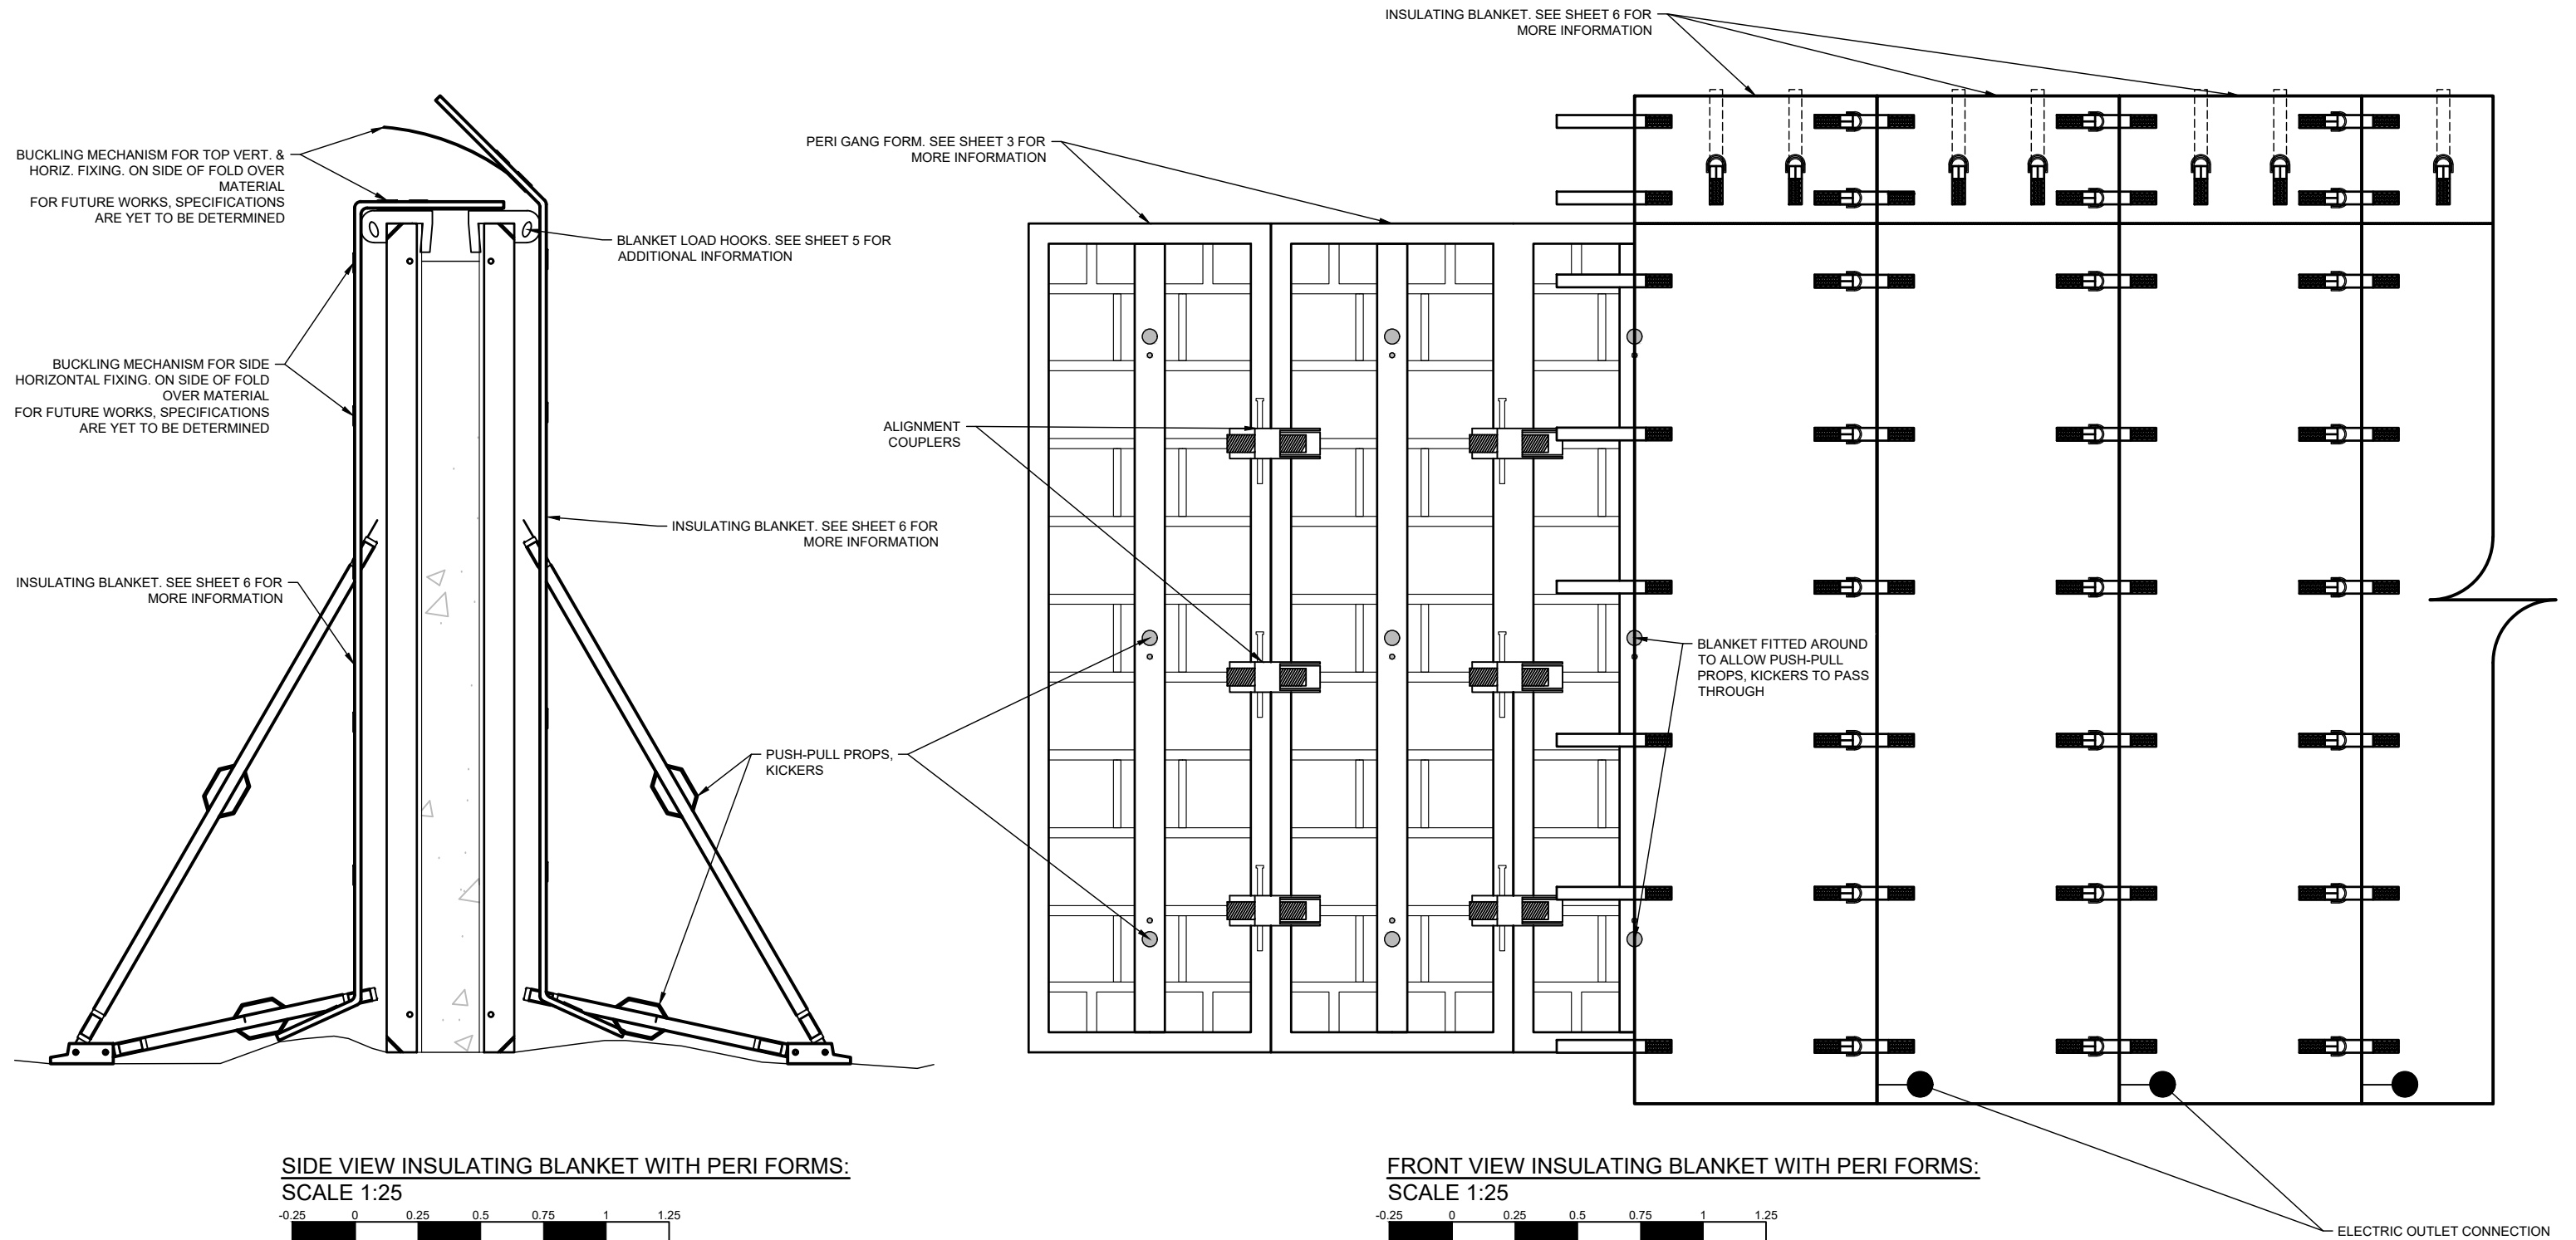 INSULATING BLANKET. SEE SHEET 6 FOR
MORE INFORMATION
BUCKLING MECHANISM FOR TOP VERT. &
HORIZ. FIXING. ON SIDE OF FOLD OVER
MATERIAL
FOR FUTURE WORKS, SPECIFICATIONS
ARE YET TO BE DETERMINED
PERI GANG FORM. SEE SHEET 3 FOR
MORE INFORMATION
BLANKET LOAD HOOKS. SEE SHEET 5 FOR
ADDITIONAL INFORMATION
BUCKLING MECHANISM FOR SIDE
HORIZONTAL FIXING. ON SIDE OF FOLD
OVER MATERIAL
FOR FUTURE WORKS, SPECIFICATIONS
ARE YET TO BE DETERMINED
ALIGNMENT
COUPLERS
INSULATING BLANKET. SEE SHEET 6 FOR
MORE INFORMATION
INSULATING BLANKET. SEE SHEET 6 FOR
MORE INFORMATION
BLANKET FITTED AROUND
TO ALLOW PUSH-PULL
PROPS, KICKERS TO PASS
THROUGH
PUSH-PULL PROPS,
KICKERS
SIDE VIEW INSULATING BLANKET WITH PERI FORMS:
SCALE 1:25
-0.25 0 0.25 0.5 0.75 1 1.25
FRONT VIEW INSULATING BLANKET WITH PERI FORMS:
SCALE 1:25
-0.25 0 0.25 0.5 0.75 1 1.25
ELECTRIC OUTLET CONNECTION